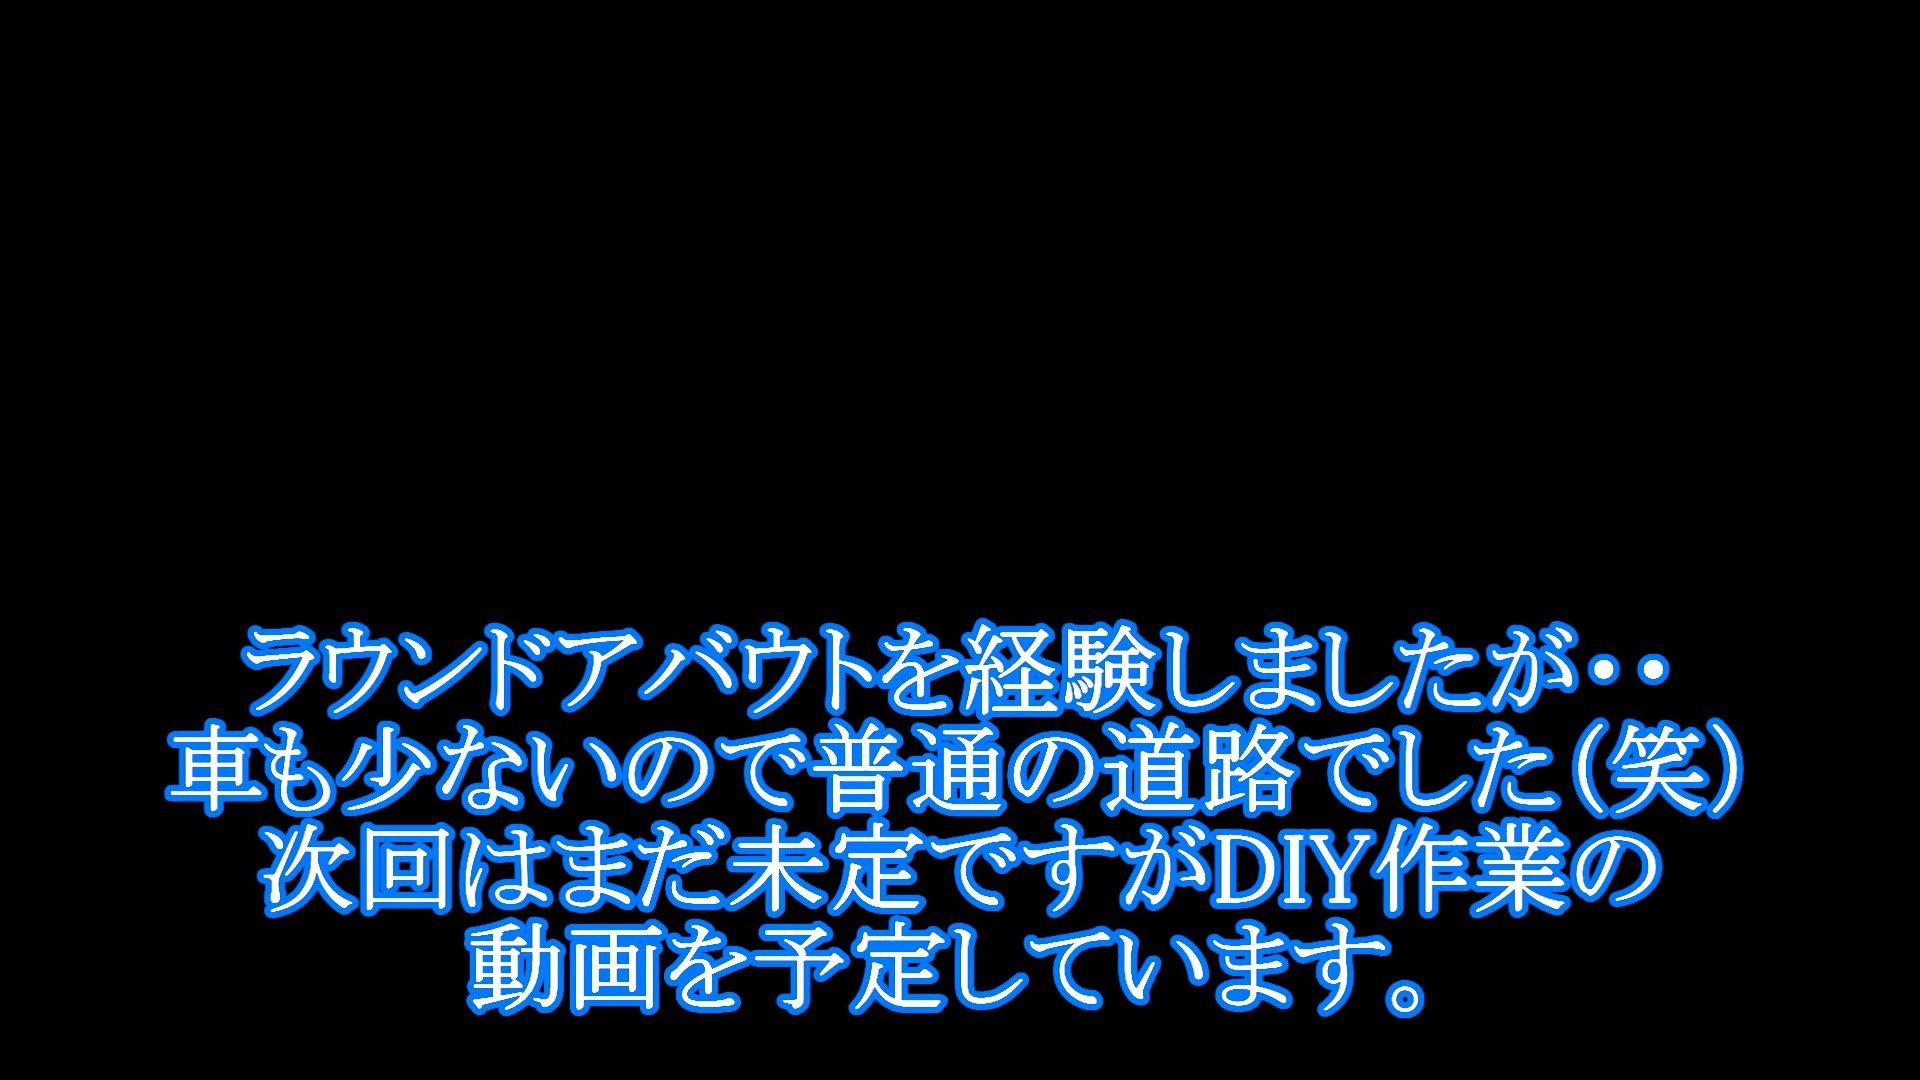 ラウンドアバウトを経験しましたが・・
車も少ないので普通の道路でした（笑）
次回はまだ未定ですがDIY作業の
動画を予定しています。